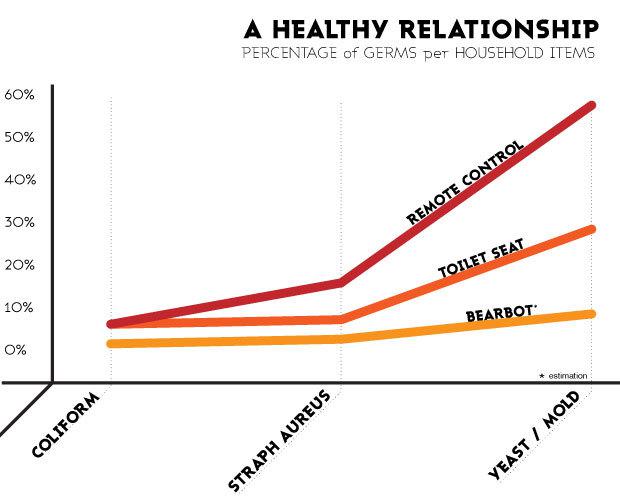 A HEALTHY RELATIONSHIP
PERCENTAGE of GERMS per HOUSEHOLD ITEMS
60%
50%
40%
30%
20%
10%
0%
REMOTE CONTROL
TOILET SEAT
BEARBOT*
* estimation
COLIFORM
STRAPH AUREUS
YEAST / MOLD